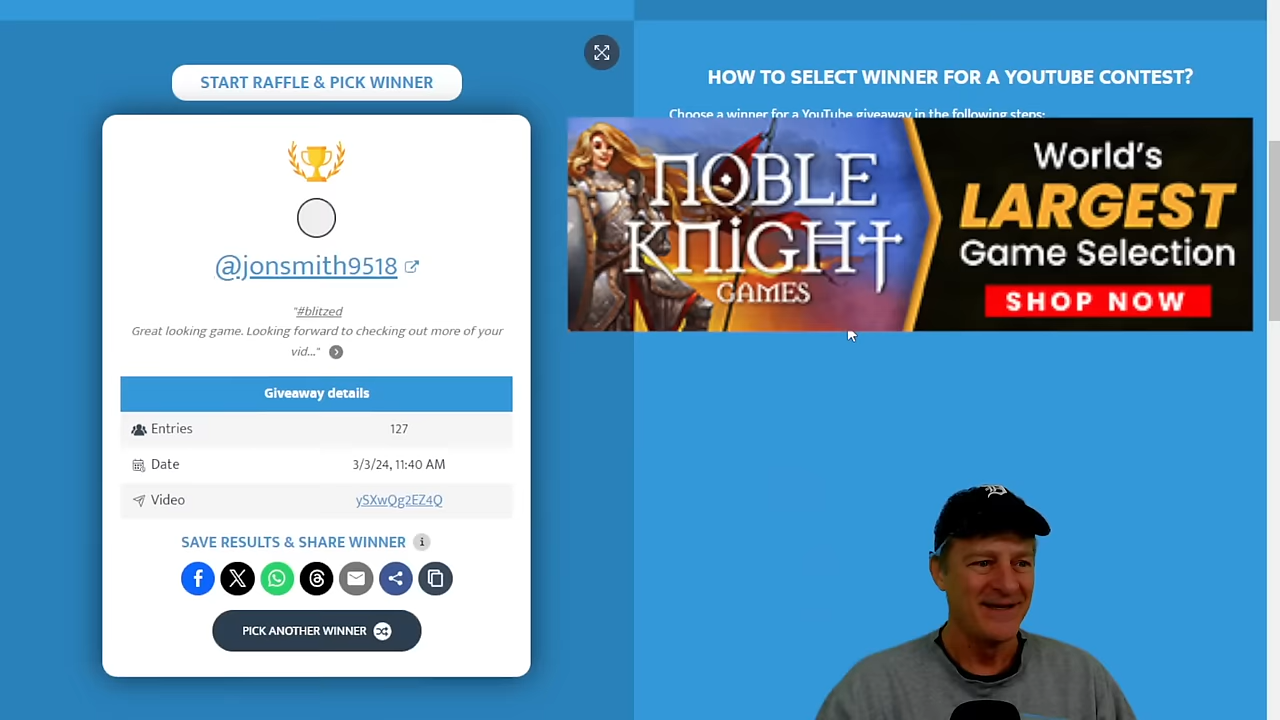 START RAFFLE & PICK WINNER
@jonsmith9518
"#blitzed
Great looking game. Looking forward to checking out more of your
vid..."
Giveaway details
Entries 127
Date 3/3/24, 11:40 AM
Video ySXwQg2EZ4Q
SAVE RESULTS & SHARE WINNER i
PICK ANOTHER WINNER
HOW TO SELECT WINNER FOR A YOUTUBE CONTEST?
Choose a winner for a YouTube giveaway in the following steps:
NOBLE
KNIGHT
GAMES
World's
LARGEST
Game Selection
SHOP NOW
D